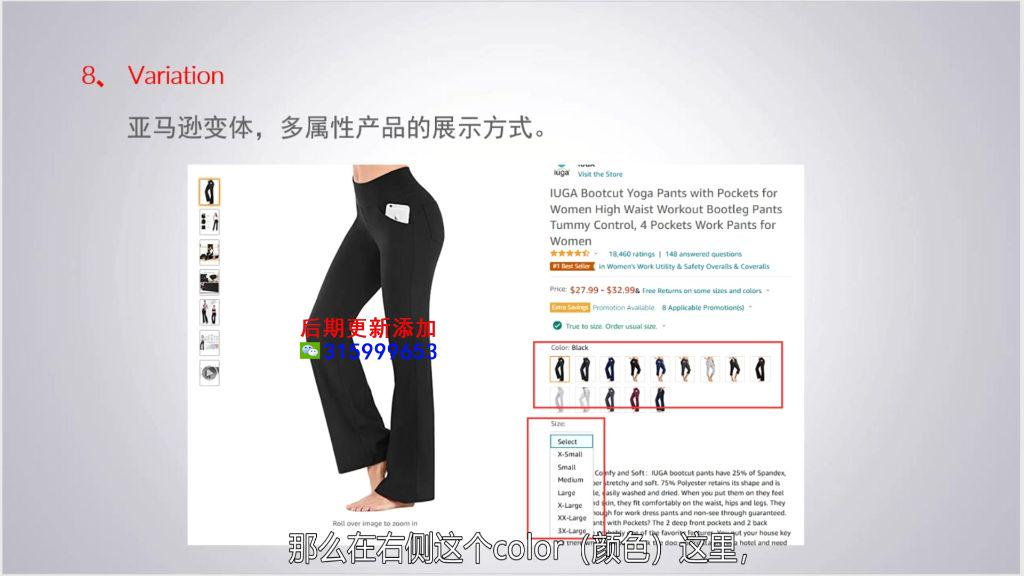 8、 Variation
亚马逊变体，多属性产品的展示方式。
iuga
Visit the Store
IUGA Bootcut Yoga Pants with Pockets for
Women High Waist Workout Bootleg Pants
Tummy Control, 4 Pockets Work Pants for
Women
18,460 ratings | 148 answered questions
#1 Best Seller in Women's Work Utility & Safety Overalls & Coveralls
Price: $27.99 - $32.99 & Free Returns on some sizes and colors
Extra Savings Promotion Available. 8 Applicable Promotion(s)
True to size. Order usual size.
后期更新添加
315999653
Color: Black
Size:
Select
X-Small
Small
Medium
Large
X-Large
XX-Large
3X-Large
Comfy and Soft: IUGA bootcut pants have 25% of Spandex,
stretchy and soft. 75% Polyester retains its shape and is
easily washed and dried. When you put them on they feel
skin, they fit comfortably on the waist, hips and legs. They
for work dress pants and non-see through guaranteed.
with Pockets? The 2 deep front pockets and 2 back
put your house key
hotel and need
Roll over image to zoom in
那么在右侧这个color（颜色）这里，